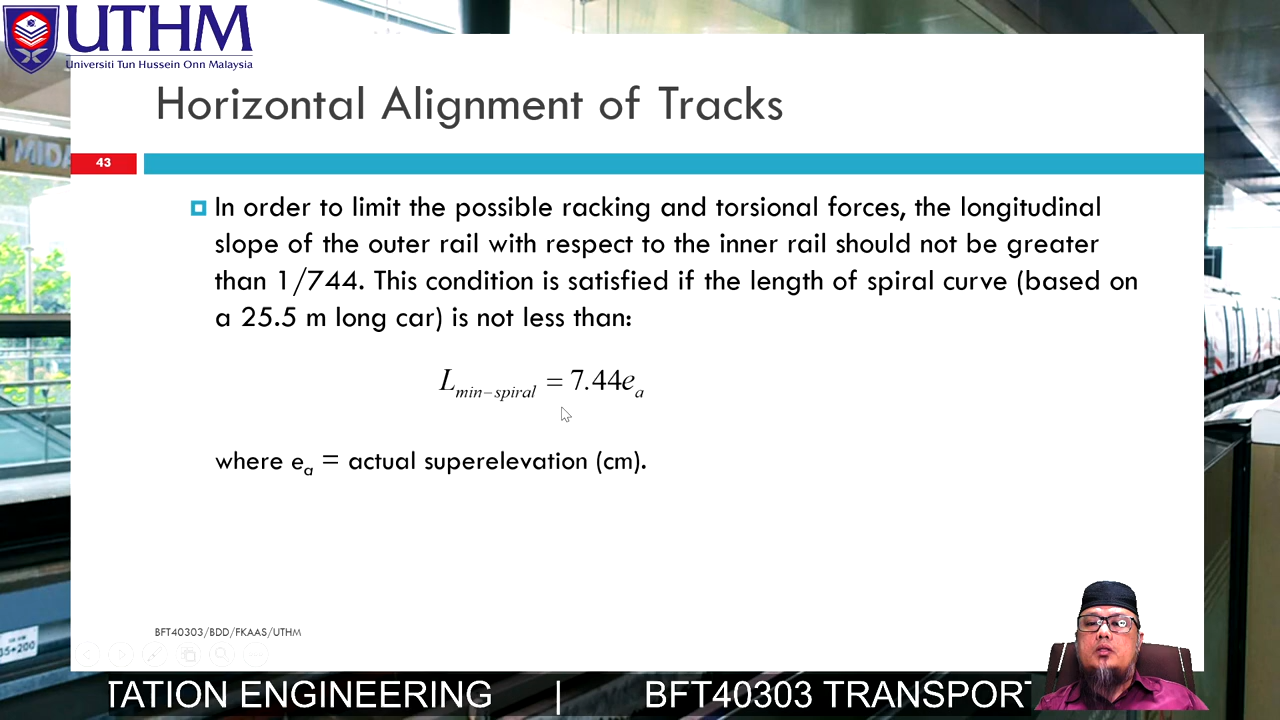 UTHM
Universiti Tun Hussein Onn Malaysia
Horizontal Alignment of Tracks
43
In order to limit the possible racking and torsional forces, the longitudinal
slope of the outer rail with respect to the inner rail should not be greater
than 1/744. This condition is satisfied if the length of spiral curve (based on
a 25.5 m long car) is not less than:
L_{min-spiral} = 7.44e_a
where e_a = actual superelevation (cm).
BFT40303/BDD/FKAAS/UTHM
TATION ENGINEERING | BFT40303 TRANSPORT